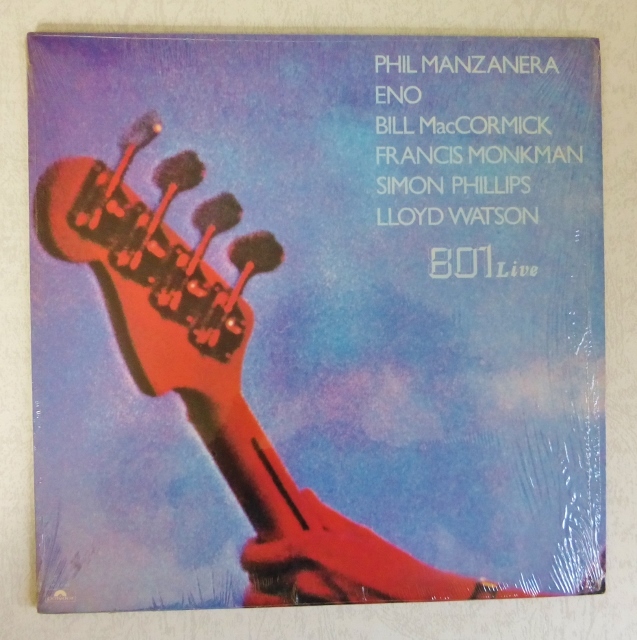 PHIL MANZANERA
ENO
BILL MacCORMICK
FRANCIS MONKMAN
SIMON PHILLIPS
LLOYD WATSON
801 Live